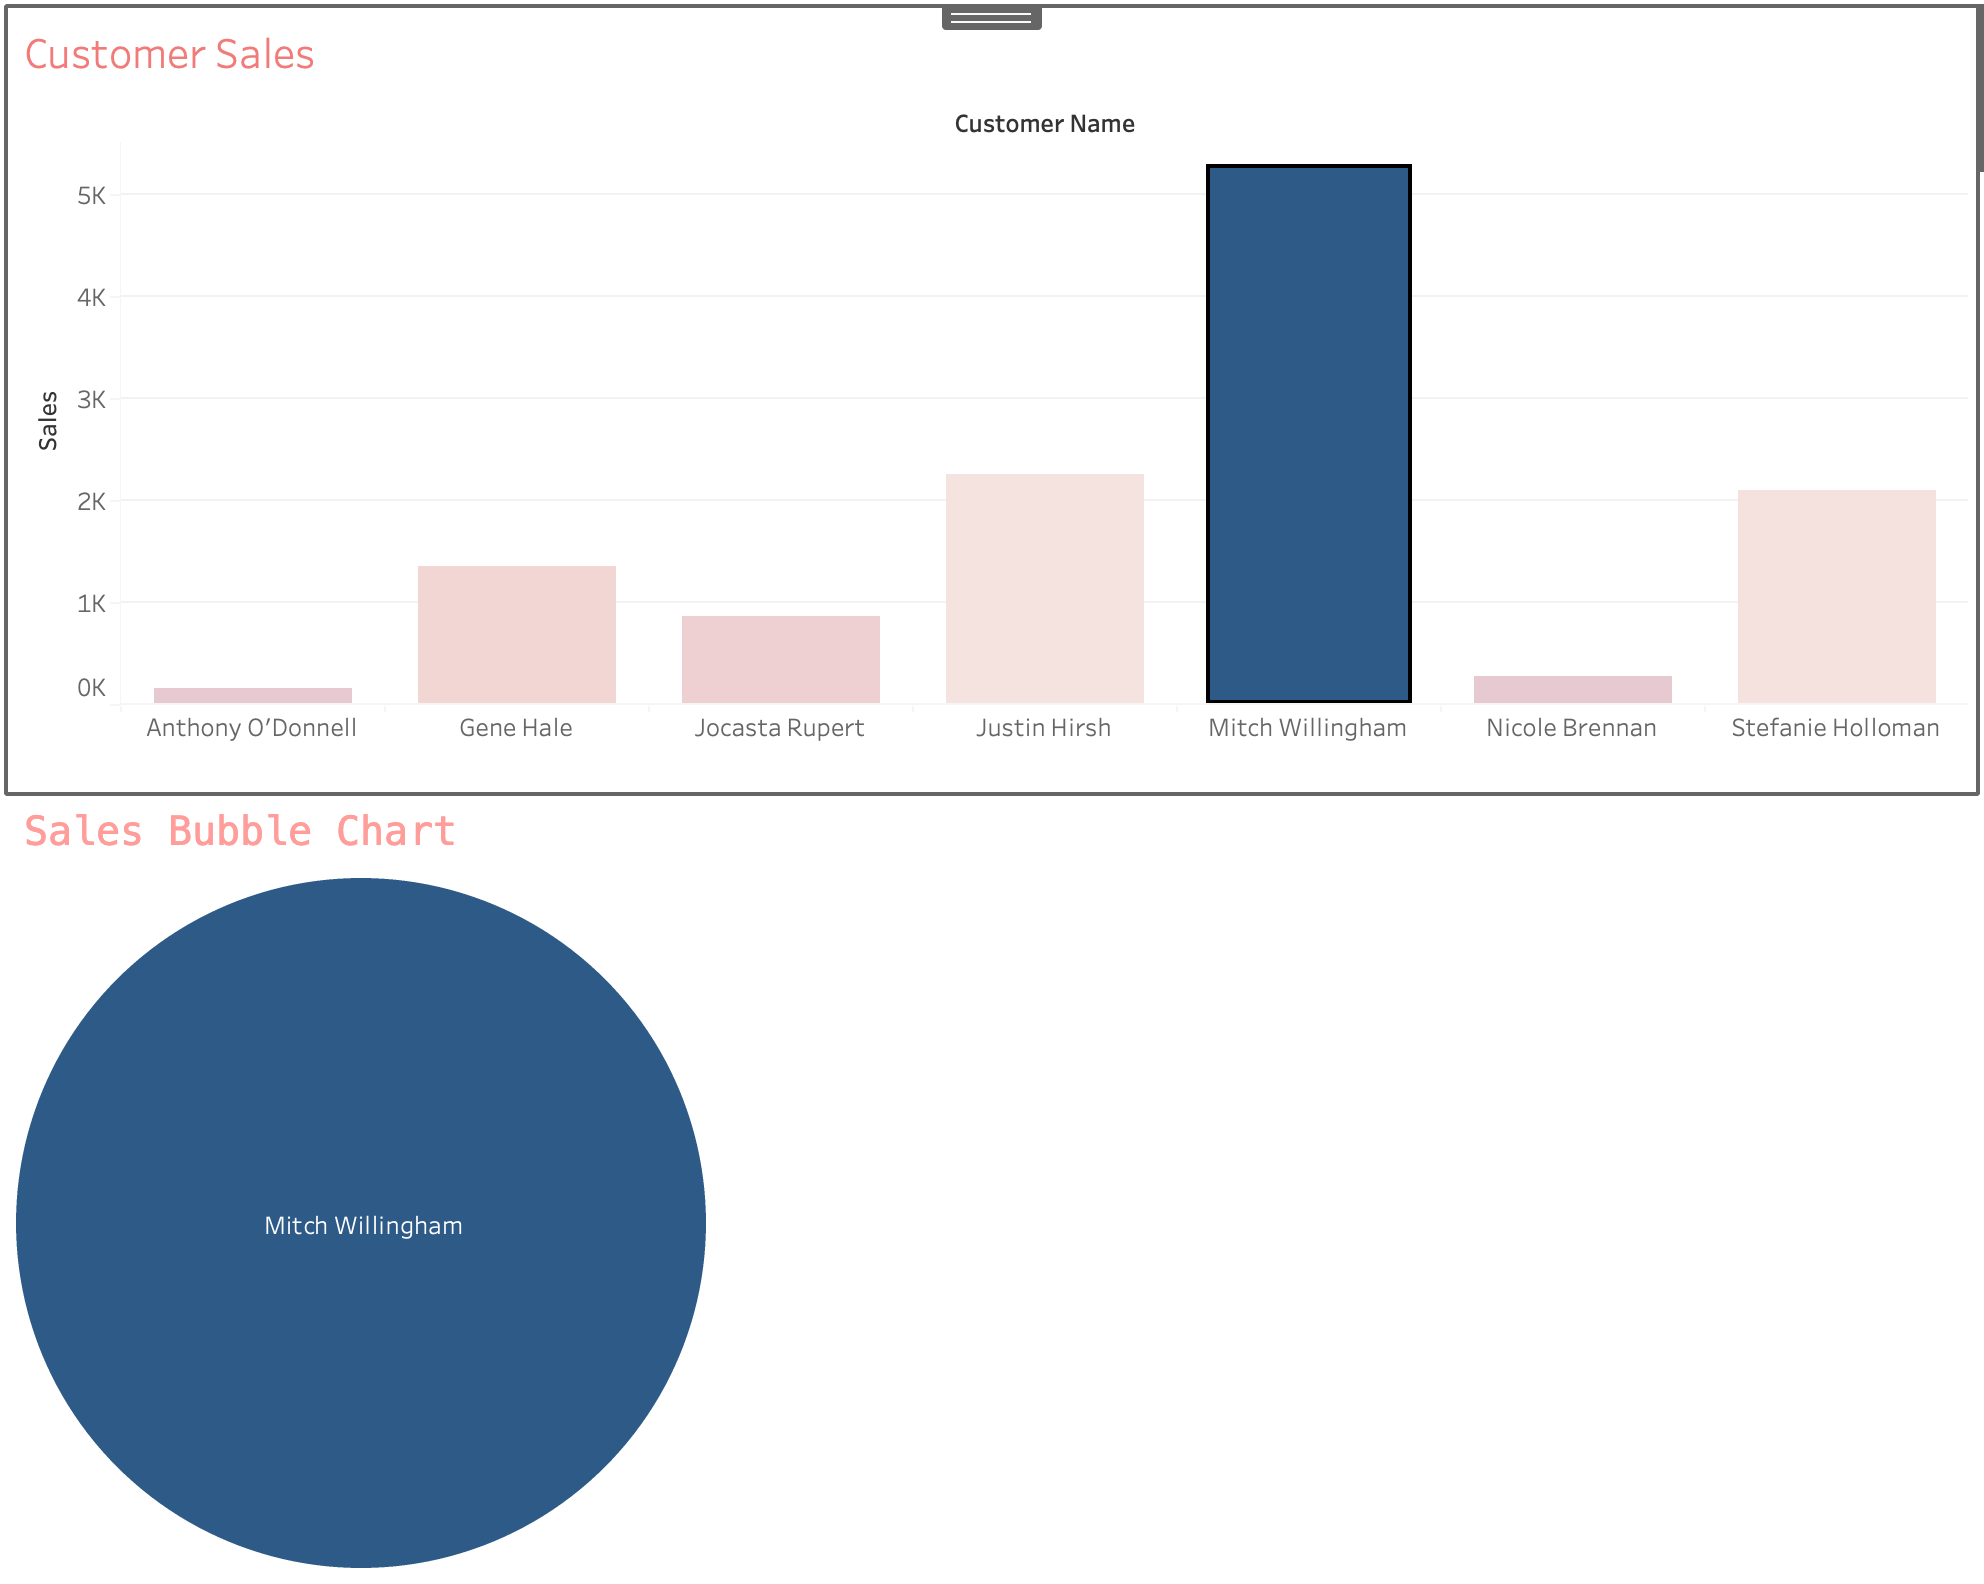 Customer Sales
Customer Name
Sales
5K
4K
3K
2K
1K
0K
Anthony O'Donnell Gene Hale Jocasta Rupert Justin Hirsh Mitch Willingham Nicole Brennan Stefanie Holloman
Sales Bubble Chart
Mitch Willingham